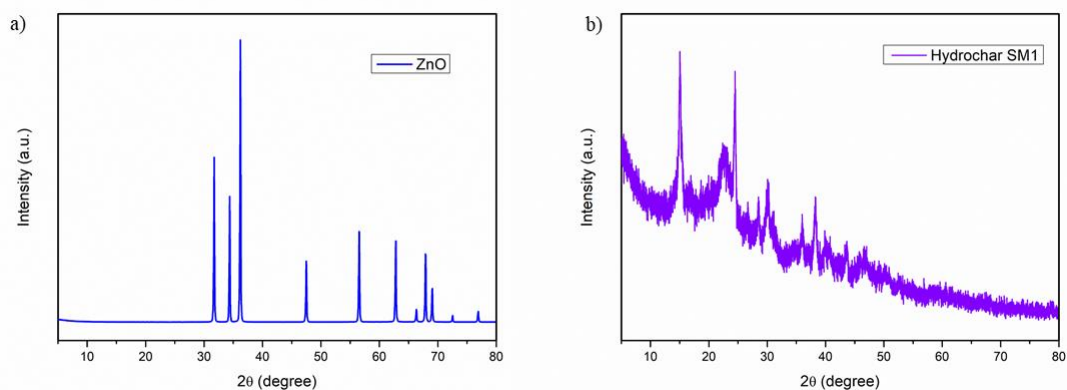 a)
ZnO
Intensity (a.u.)
10 20 30 40 50 60 70 80
2θ (degree)
b)
Hydrochar SM1
Intensity (a.u.)
10 20 30 40 50 60 70 80
2θ (degree)